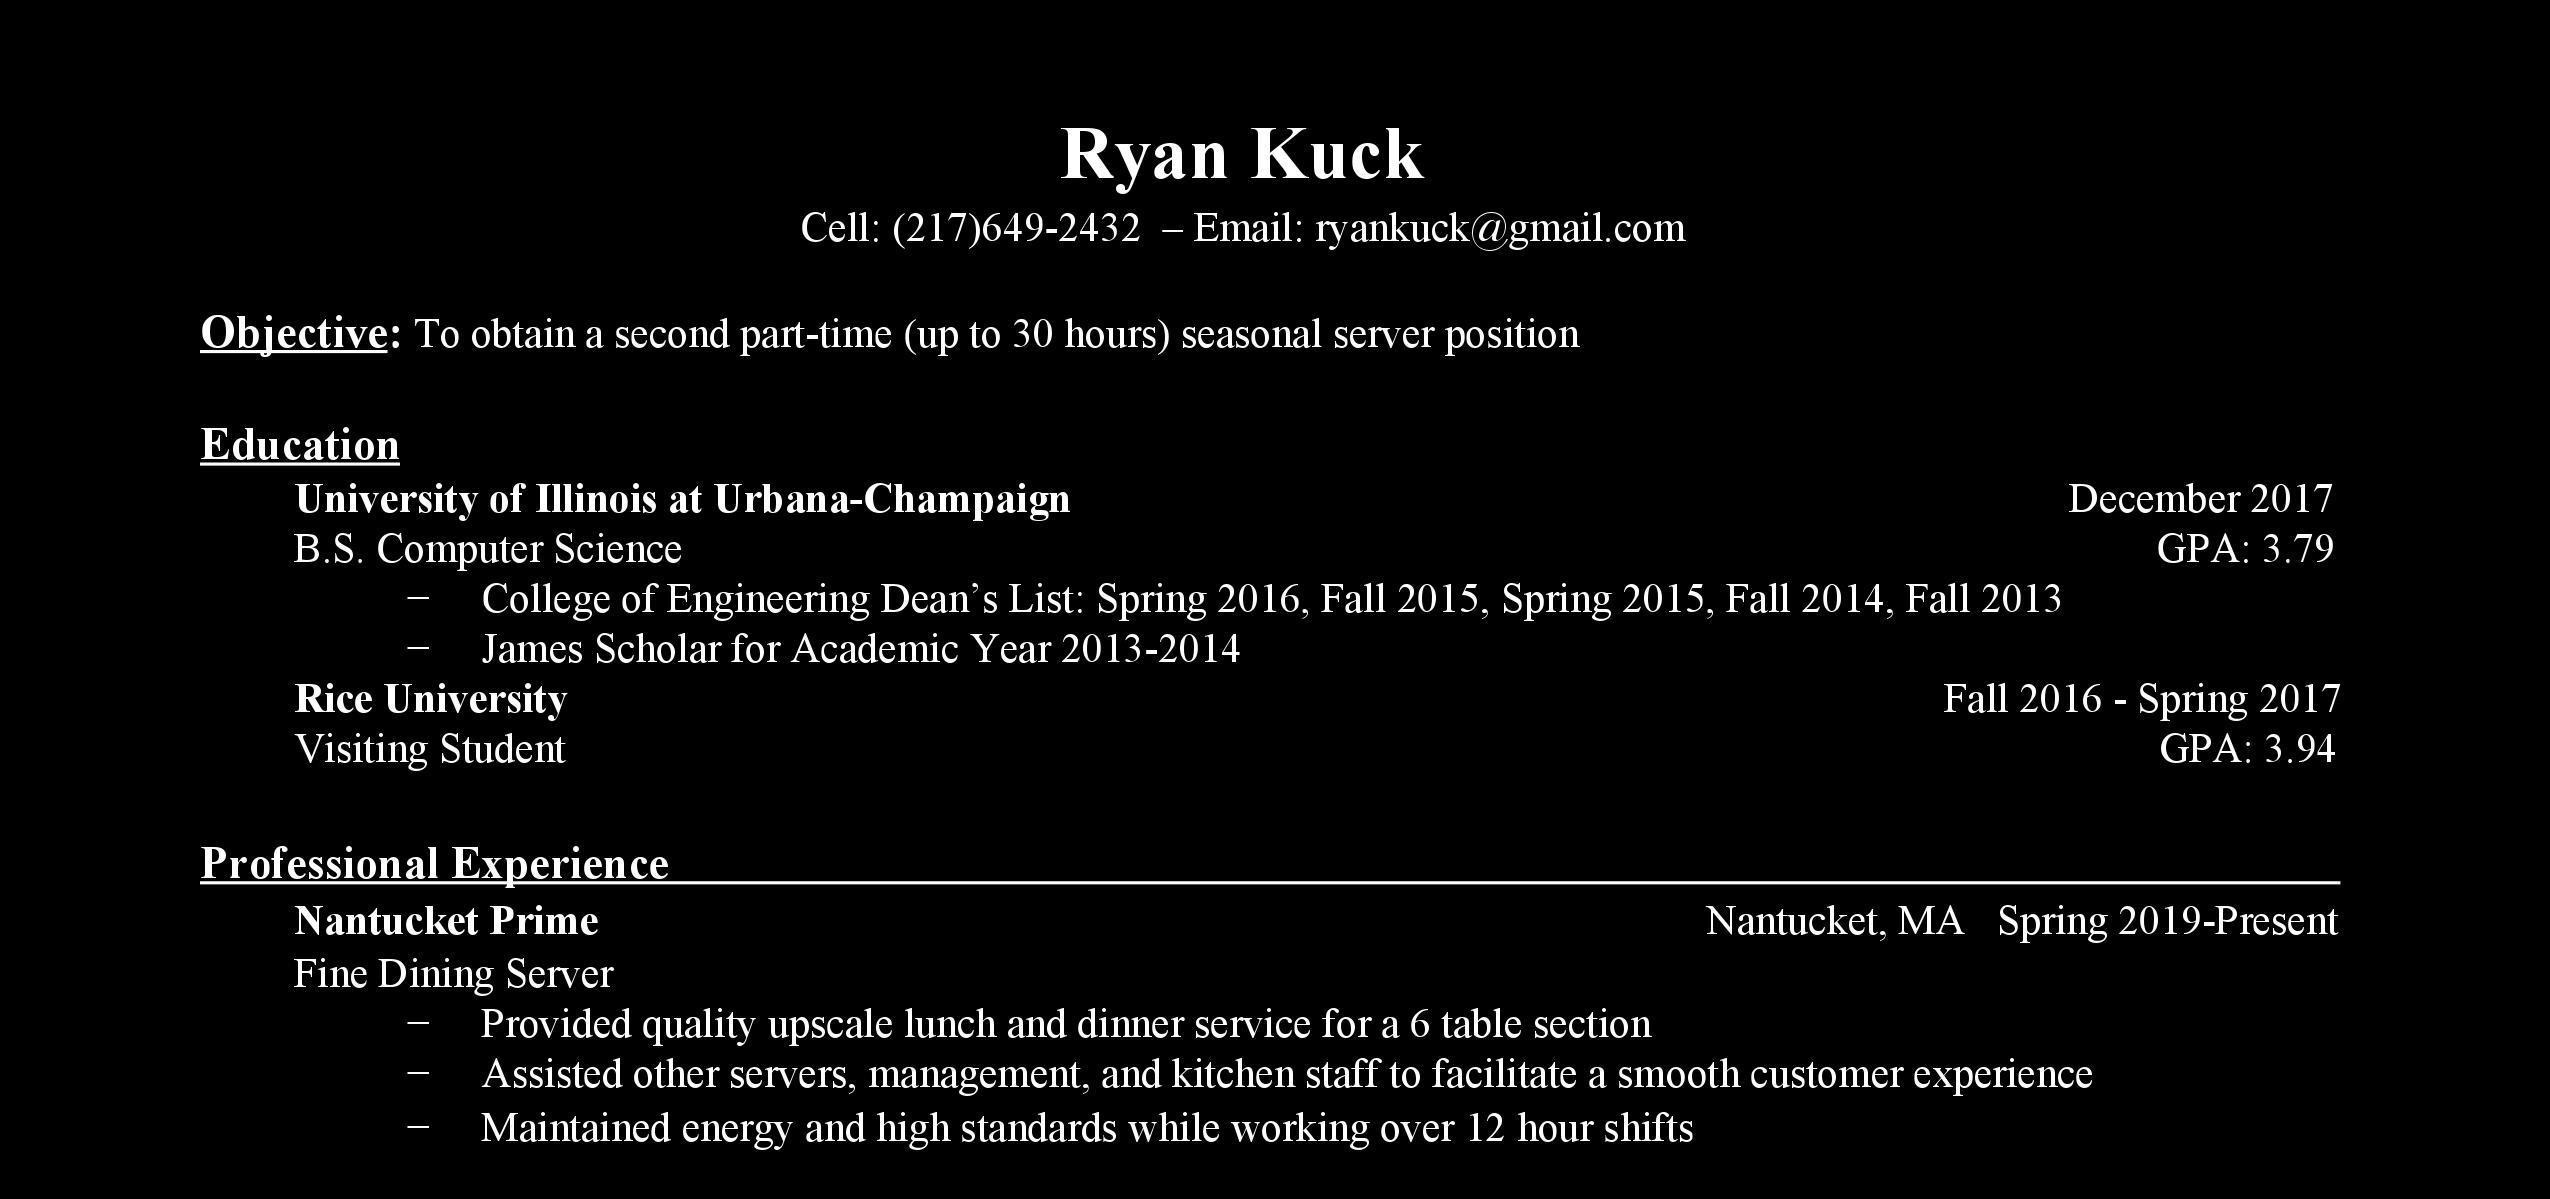 Ryan Kuck
Cell: (217)649-2432 – Email: ryankuck@gmail.com
Objective: To obtain a second part-time (up to 30 hours) seasonal server position
Education
University of Illinois at Urbana-Champaign December 2017
B.S. Computer Science GPA: 3.79
– College of Engineering Dean’s List: Spring 2016, Fall 2015, Spring 2015, Fall 2014, Fall 2013
– James Scholar for Academic Year 2013-2014
Rice University Fall 2016 - Spring 2017
Visiting Student GPA: 3.94
Professional Experience
Nantucket Prime Nantucket, MA Spring 2019-Present
Fine Dining Server
– Provided quality upscale lunch and dinner service for a 6 table section
– Assisted other servers, management, and kitchen staff to facilitate a smooth customer experience
– Maintained energy and high standards while working over 12 hour shifts